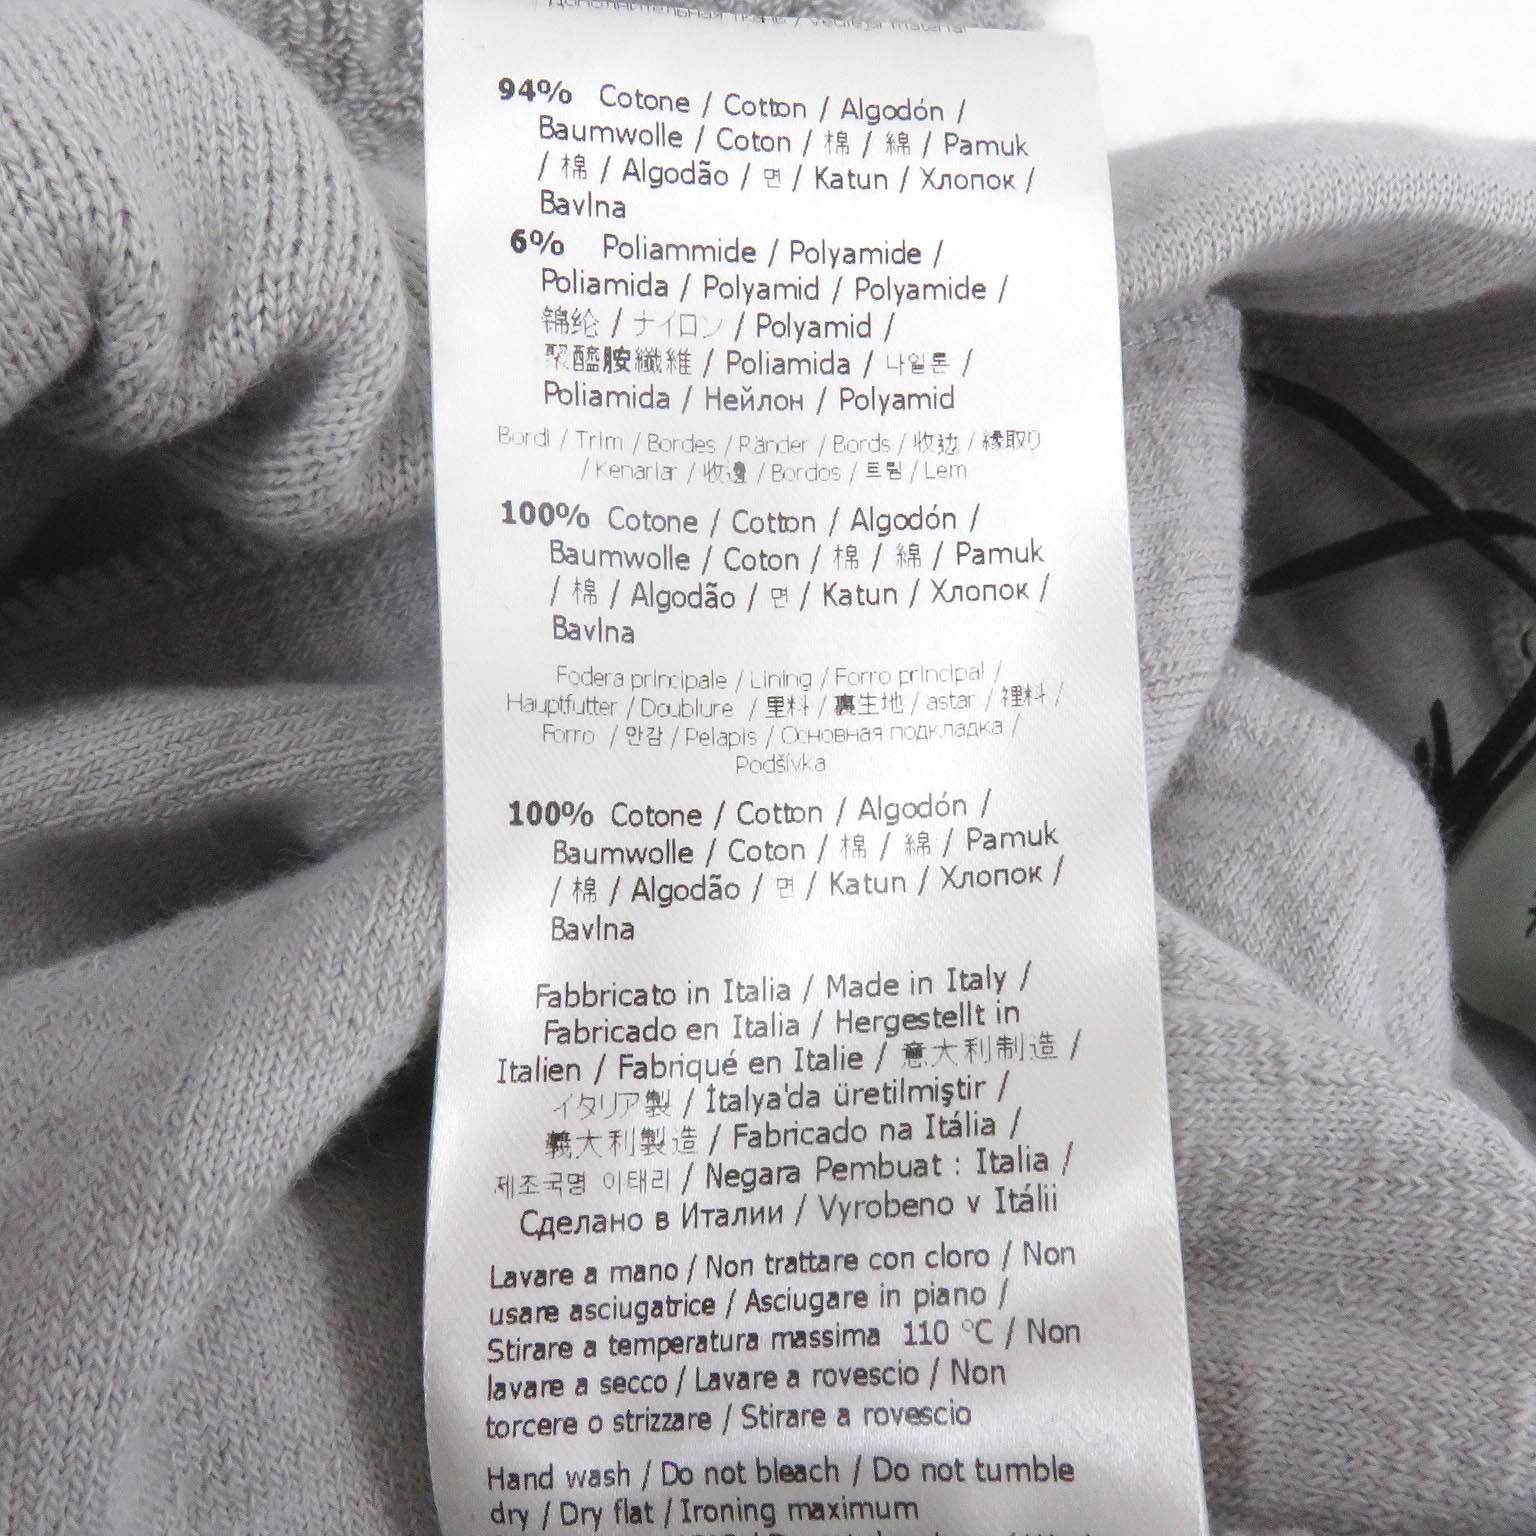 / Дополнительная ткань / Vedlejší materiál
94% Cotone / Cotton / Algodón /
Baumwolle / Coton / 棉 / 綿 / Pamuk
/ 棉 / Algodão / 면 / Katun / Хлопок /
Bavlna
6% Poliammide / Polyamide /
Poliamida / Polyamid / Polyamide /
锦纶 / ナイロン / Polyamid /
聚醯胺纖維 / Poliamida / 나일론 /
Poliamida / Нейлон / Polyamid
Bordi / Trim / Bordes / Ränder / Bords / 收边 / 縁取り
/ Kenarlar / 收邊 / Bordos / 트림 / Lem
100% Cotone / Cotton / Algodón /
Baumwolle / Coton / 棉 / 綿 / Pamuk
/ 棉 / Algodão / 면 / Katun / Хлопок /
Bavlna
Fodera principale / Lining / Forro principal /
Hauptfutter / Doublure / 里料 / 裏生地 / astar / 裡料 /
Forro / 안감 / Pelapis / Основная подкладка /
Podšívka
100% Cotone / Cotton / Algodón /
Baumwolle / Coton / 棉 / 綿 / Pamuk
/ 棉 / Algodão / 면 / Katun / Хлопок /
Bavlna
Fabbricato in Italia / Made in Italy /
Fabricado en Italia / Hergestellt in
Italien / Fabriqué en Italie / 意大利制造 /
イタリア製 / İtalya'da üretilmiştir /
義大利製造 / Fabricado na Itália /
제조국명 이태리 / Negara Pembuat : Italia /
Сделано в Италии / Vyrobeno v Itálii
Lavare a mano / Non trattare con cloro / Non
usare asciugatrice / Asciugare in piano /
Stirare a temperatura massima 110 °C / Non
lavare a secco / Lavare a rovescio / Non
torcere o strizzare / Stirare a rovescio
Hand wash / Do not bleach / Do not tumble
dry / Dry flat / Ironing maximum